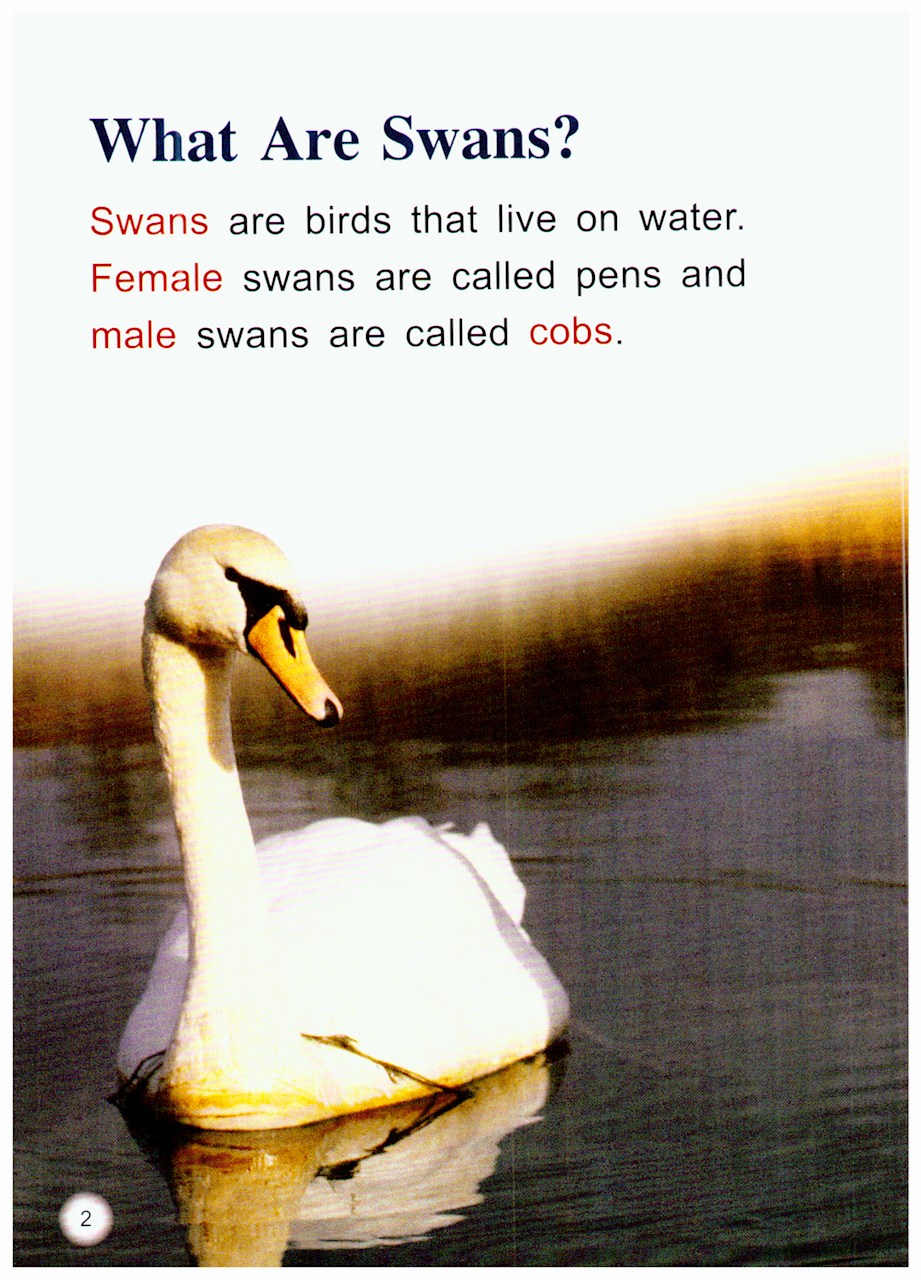 What Are Swans?
Swans are birds that live on water.
Female swans are called pens and
male swans are called cobs.
2